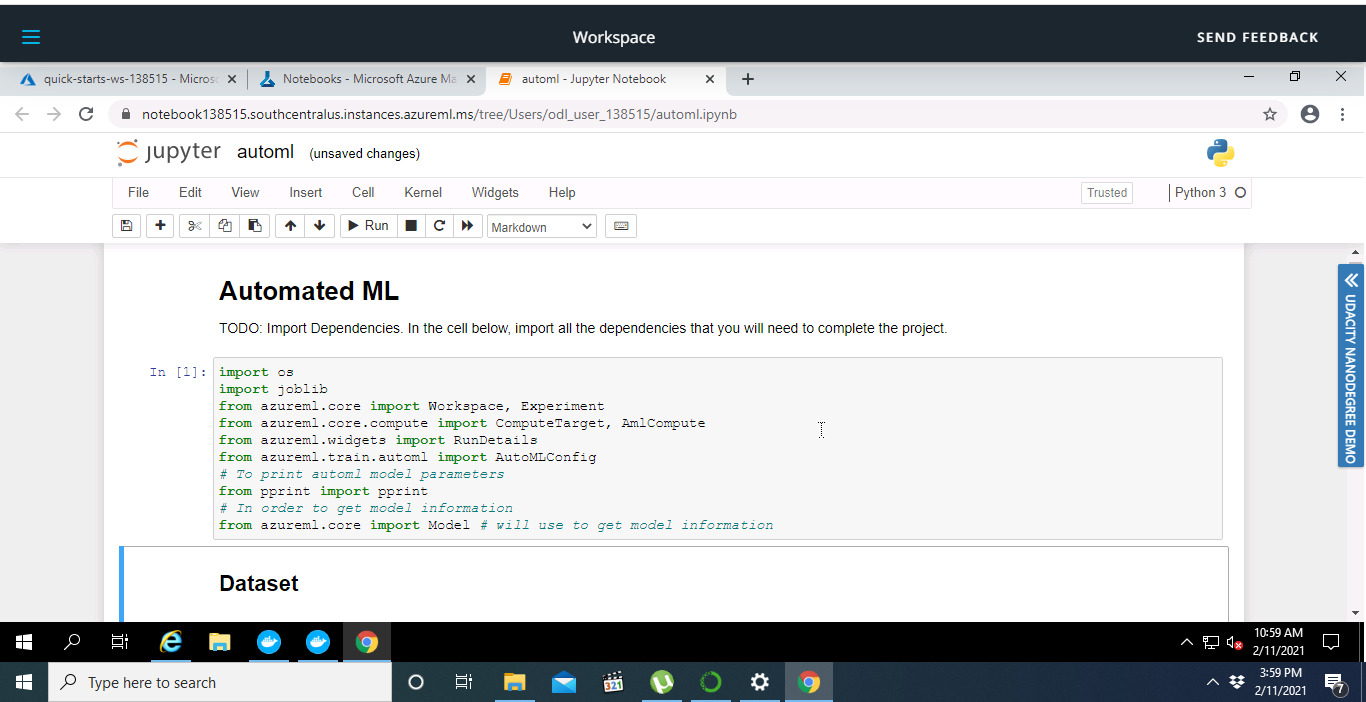 Workspace
SEND FEEDBACK
quick-starts-ws-138515 - Micros
Notebooks - Microsoft Azure Ma
automl - Jupyter Notebook
notebook138515.southcentralus.instances.azureml.ms/tree/Users/odl_user_138515/automl.ipynb
jupyter automl (unsaved changes)
File Edit View Insert Cell Kernel Widgets Help
Trusted
Python 3
Run
Markdown
Automated ML
TODO: Import Dependencies. In the cell below, import all the dependencies that you will need to complete the project.
In [1]:
import os
import joblib
from azureml.core import Workspace, Experiment
from azureml.core.compute import ComputeTarget, AmlCompute
from azureml.widgets import RunDetails
from azureml.train.automl import AutoMLConfig
# To print automl model parameters
from pprint import pprint
# In order to get model information
from azureml.core import Model # will use to get model information
Dataset
UDACITY NANODEGREE DEMO
10:59 AM
2/11/2021
Type here to search
321
3:59 PM
2/11/2021
7